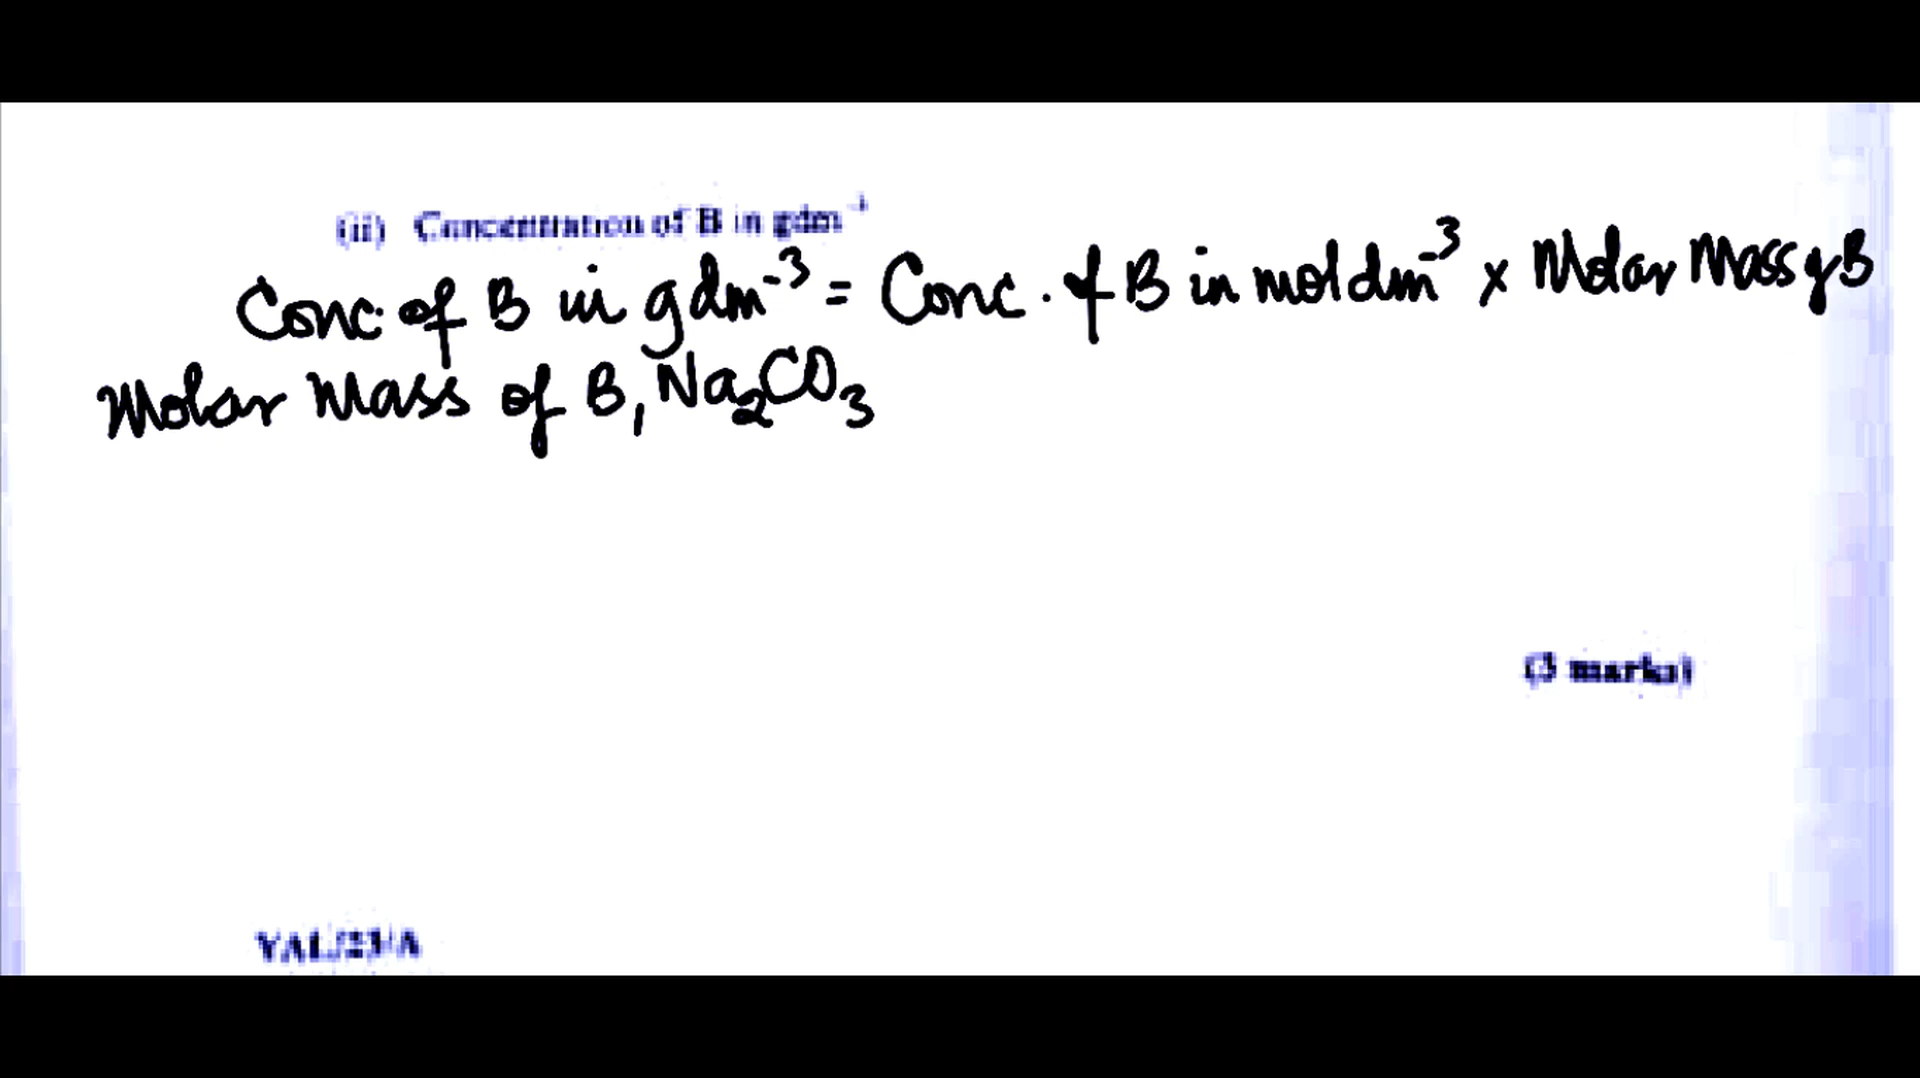 (ii) Concentration of B in gdm⁻³
Conc. of B in gdm⁻³ = Conc. of B in moldm⁻³ x Molar Mass of B
Molar Mass of B, Na₂CO₃
(3 marks)
YAL/23/A